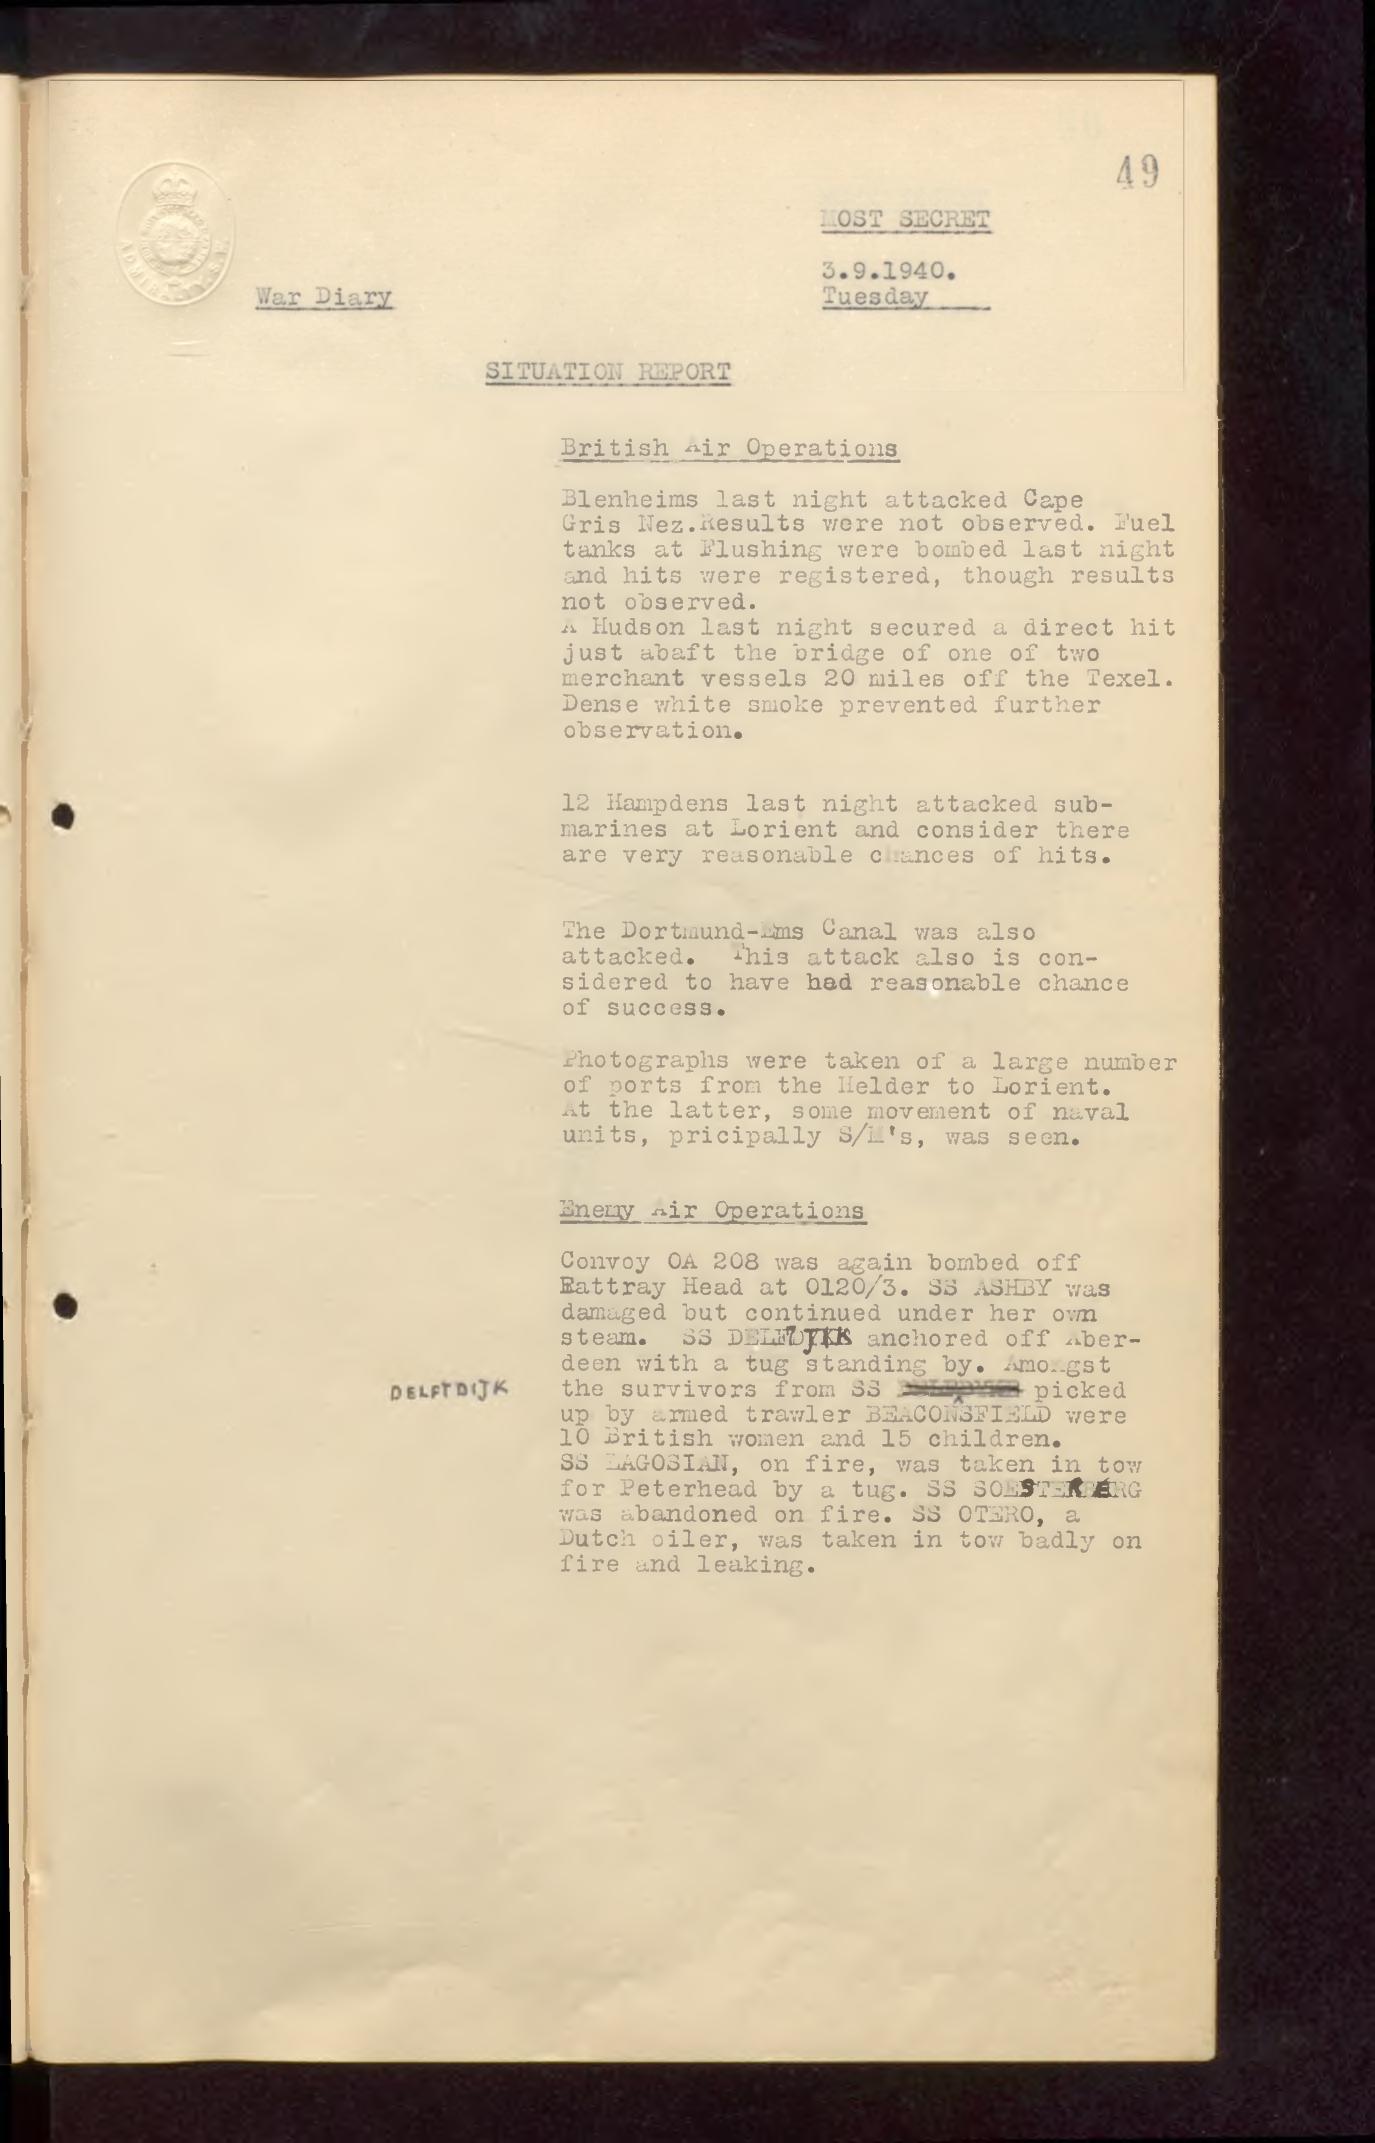 49
MOST SECRET
3.9.1940.
Tuesday
War Diary
SITUATION REPORT
British Air Operations
Blenheims last night attacked Cape
Gris Nez.Results were not observed. Fuel
tanks at Flushing were bombed last night
and hits were registered, though results
not observed.
A Hudson last night secured a direct hit
just abaft the bridge of one of two
merchant vessels 20 miles off the Texel.
Dense white smoke prevented further
observation.
12 Hampdens last night attacked sub-
marines at Lorient and consider there
are very reasonable chances of hits.
The Dortmund-Ems Canal was also
attacked. This attack also is con-
sidered to have had reasonable chance
of success.
Photographs were taken of a large number
of ports from the Helder to Lorient.
At the latter, some movement of naval
units, pricipally S/M's, was seen.
Enemy Air Operations
Convoy OA 208 was again bombed off
Rattray Head at 0120/3. SS ASHBY was
damaged but continued under her own
steam. SS anchored off Aber-
deen with a tug standing by. Amongst
DELFTDIJK
the survivors from SS picked
up by armed trawler BEACONSFIELD were
10 British women and 15 children.
SS LAGOSIAN, on fire, was taken in tow
for Peterhead by a tug. SS SOESTERBERG
was abandoned on fire. SS OTERO, a
Dutch oiler, was taken in tow badly on
fire and leaking.